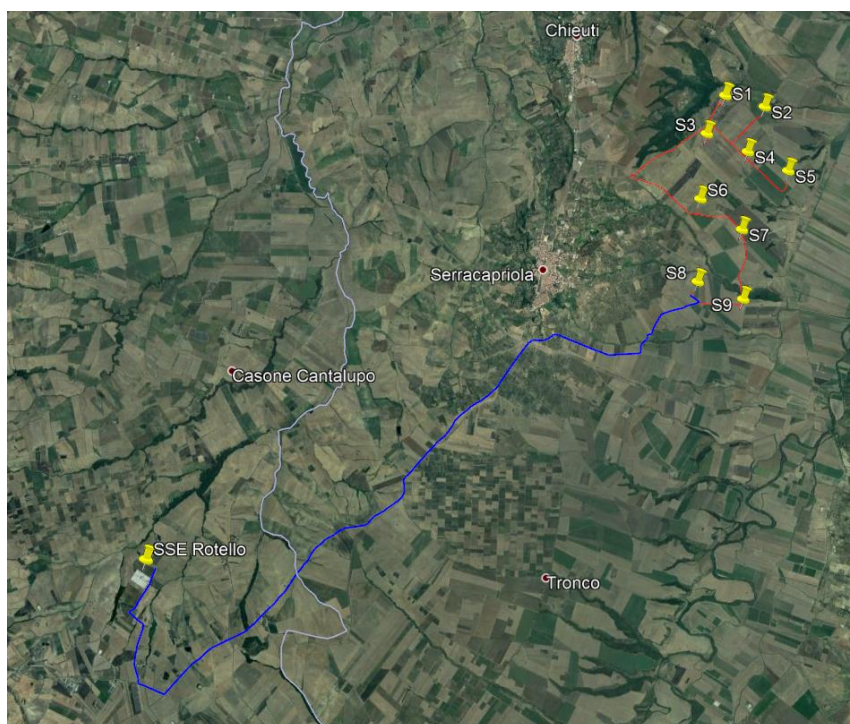 Chieuti
S1
S2
S3
S4
S5
S6
S7
Serracapriola
S8
S9
Casone Cantalupo
SSE Rotello
Tronco